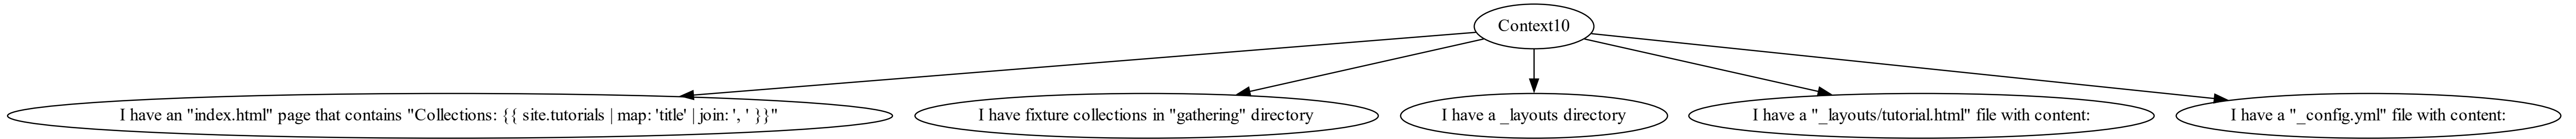 Context10
I have an "index.html" page that contains "Collections: {{ site.tutorials | map: 'title' | join: ', ' }}"
I have fixture collections in "gathering" directory
I have a _layouts directory
I have a "_layouts/tutorial.html" file with content:
I have a "_config.yml" file with content: